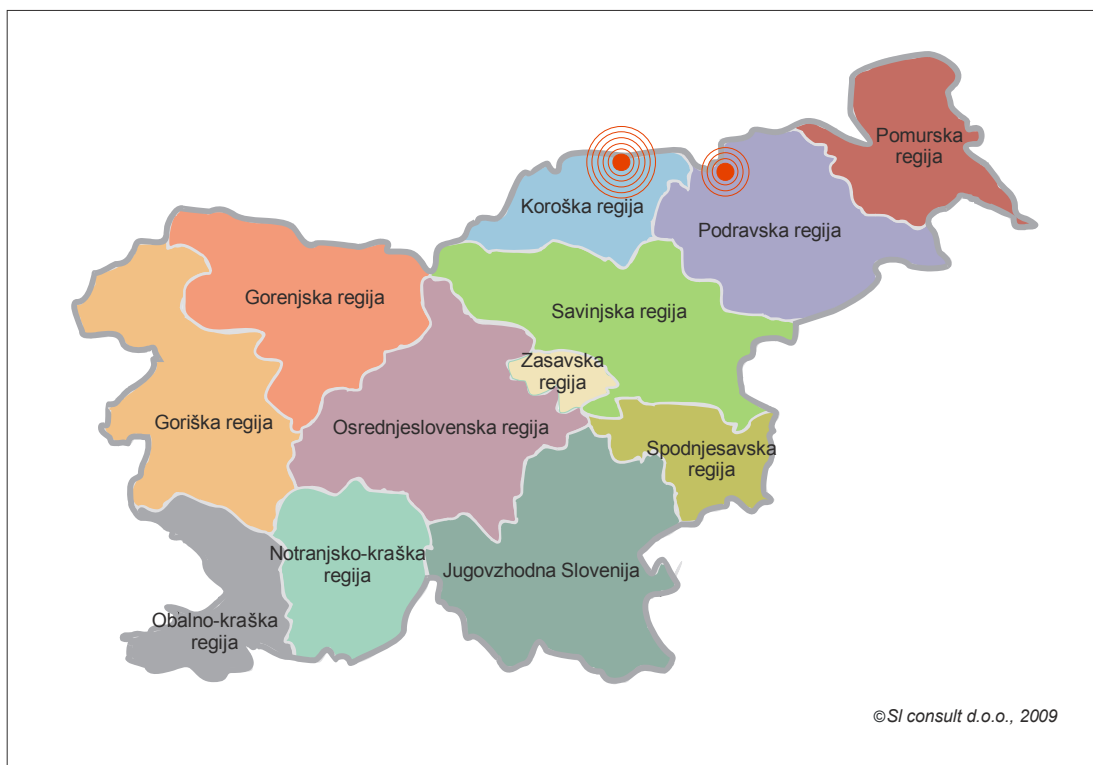 Pomurska
regija
Koroška regija
Podravska regija
Gorenjska regija
Savinjska regija
Zasavska
regija
Goriška regija
Osrednjeslovenska regija
Spodnjesavska
regija
Notranjsko-kraška
regija
Jugovzhodna Slovenija
Obalno-kraška
regija
©SI consult d.o.o., 2009